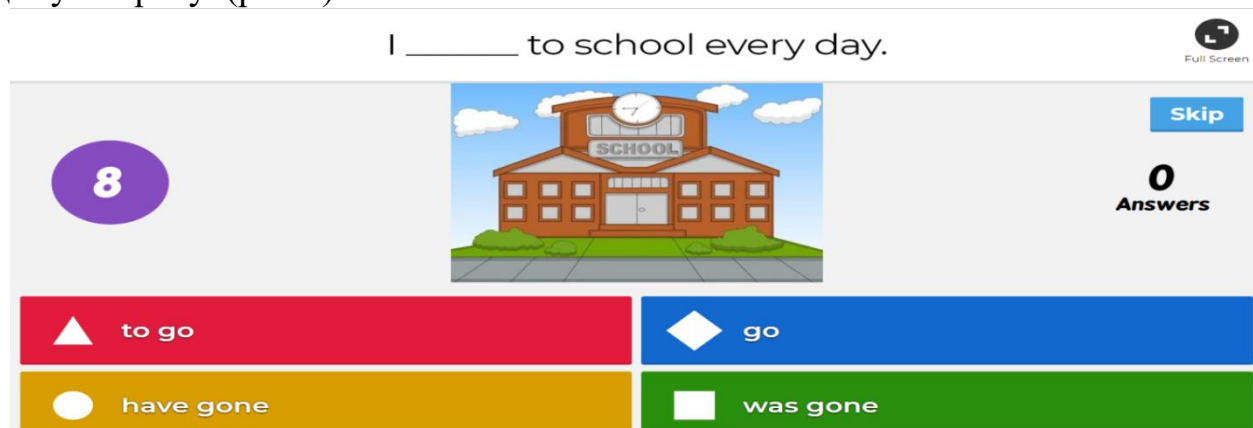 I ______ to school every day.
Full Screen
Skip
SCHOOL
8
0
Answers
to go
go
have gone
was gone